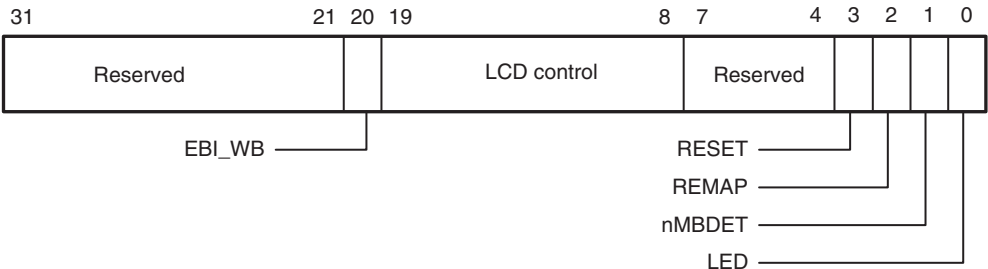 31 21 20 19 8 7 4 3 2 1 0
Reserved LCD control Reserved
EBI_WB RESET
REMAP
nMBDET
LED